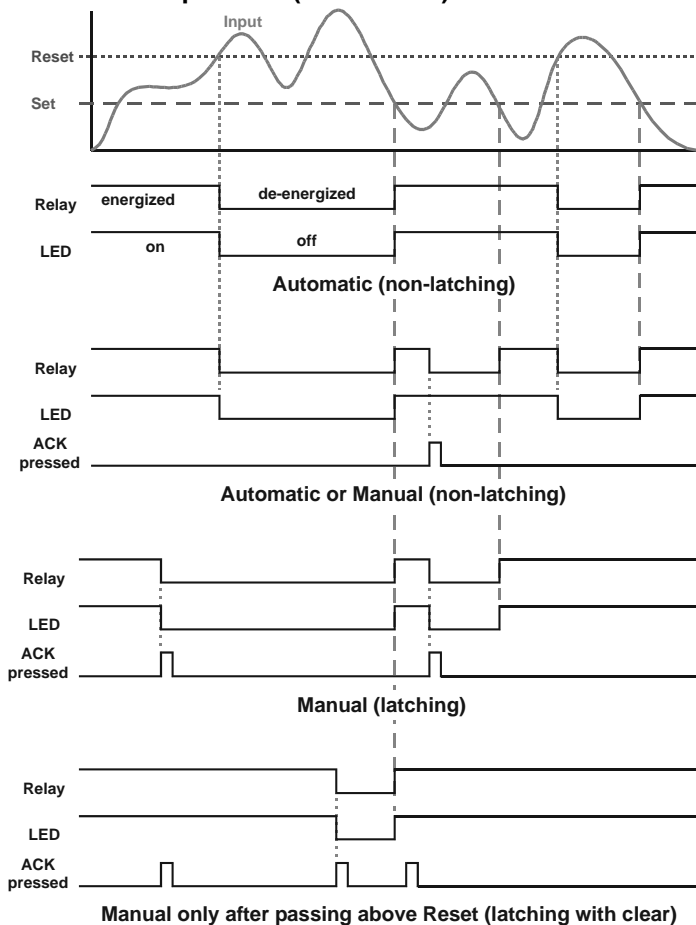 Input
Reset
Set
Relay energized de-energized
LED on off
Automatic (non-latching)
Relay
LED
ACK
pressed
Automatic or Manual (non-latching)
Relay
LED
ACK
pressed
Manual (latching)
Relay
LED
ACK
pressed
Manual only after passing above Reset (latching with clear)